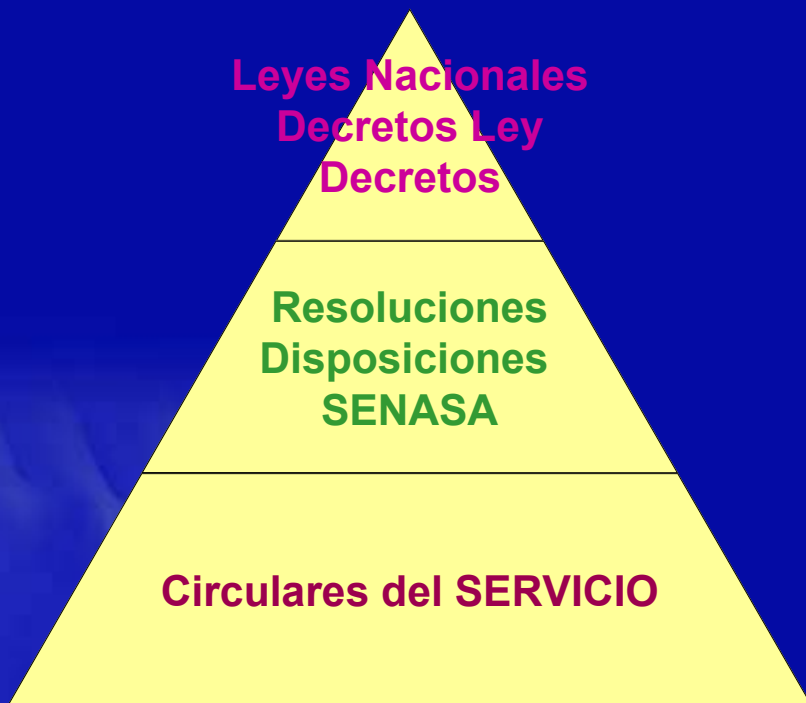 Leyes Nacionales
Decretos Ley
Decretos
Resoluciones
Disposiciones
SENASA
Circulares del SERVICIO